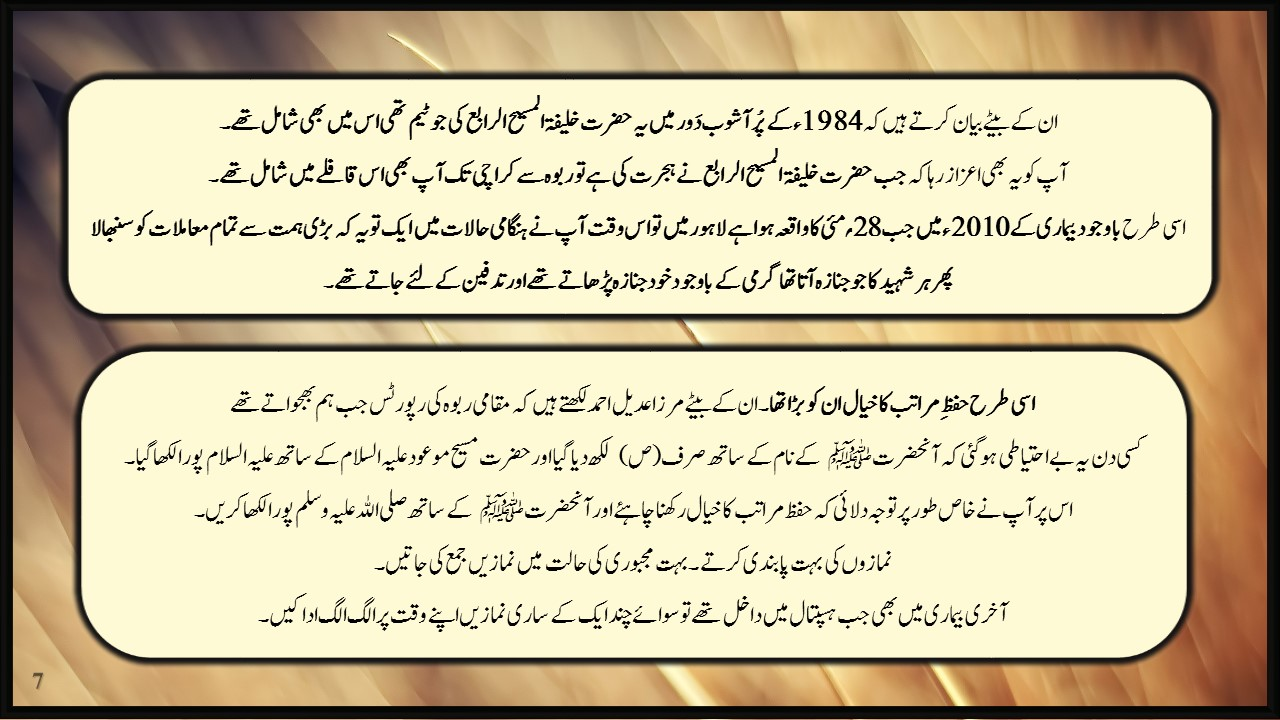 ان کے بیٹے بیان کرتے ہیں کہ 1984ء کے پُر آشوب دَور میں یہ حضرت خلیفۃ المسیح الرابع کی جو ٹیم تھی اس میں بھی شامل تھے۔
آپ کو یہ بھی اعزاز رہا کہ جب حضرت خلیفۃ المسیح الرابع نے ہجرت کی ہے تو ربوہ سے کراچی تک آپ بھی اس قافلے میں شامل تھے۔
اسی طرح باوجود بیماری کے 2010ء میں جب 28؍ مئی کا واقعہ ہوا ہے لاہور میں تو اس وقت آپ نے ہنگامی حالات میں ایک تو یہ کہ بڑی ہمت سے تمام معاملات کو سنبھالا
پھر ہر شہید کا جو جنازہ آتا تھا گرمی کے باوجود خود جنازہ پڑھاتے تھے اور تدفین کے لئے جاتے تھے۔
اسی طرح حفظِ مراتب کا خیال ان کو بڑا تھا۔ ان کے بیٹے مرزا عدیل احمد لکھتے ہیں کہ مقامی ربوہ کی رپورٹس جب ہم بھجواتے تھے
کسی دن یہ بے احتیاطی ہو گئی کہ آنحضرت ﷺ کے نام کے ساتھ صرف (ص) لکھ دیا گیا اور حضرت مسیح موعود علیہ السلام کے ساتھ علیہ السلام پورا لکھا گیا۔
اس پر آپ نے خاص طور پر توجہ دلائی کہ حفظ مراتب کا خیال رکھنا چاہئے اور آنحضرت ﷺ کے ساتھ صلی اللہ علیہ وسلم پورا لکھا کریں۔
نمازوں کی بہت پابندی کرتے۔ بہت مجبوری کی حالت میں نمازیں جمع کی جاتیں۔
آخری بیماری میں بھی جب ہسپتال میں داخل تھے تو سوائے چند ایک کے ساری نمازیں اپنے وقت پر الگ الگ ادا کیں۔
7